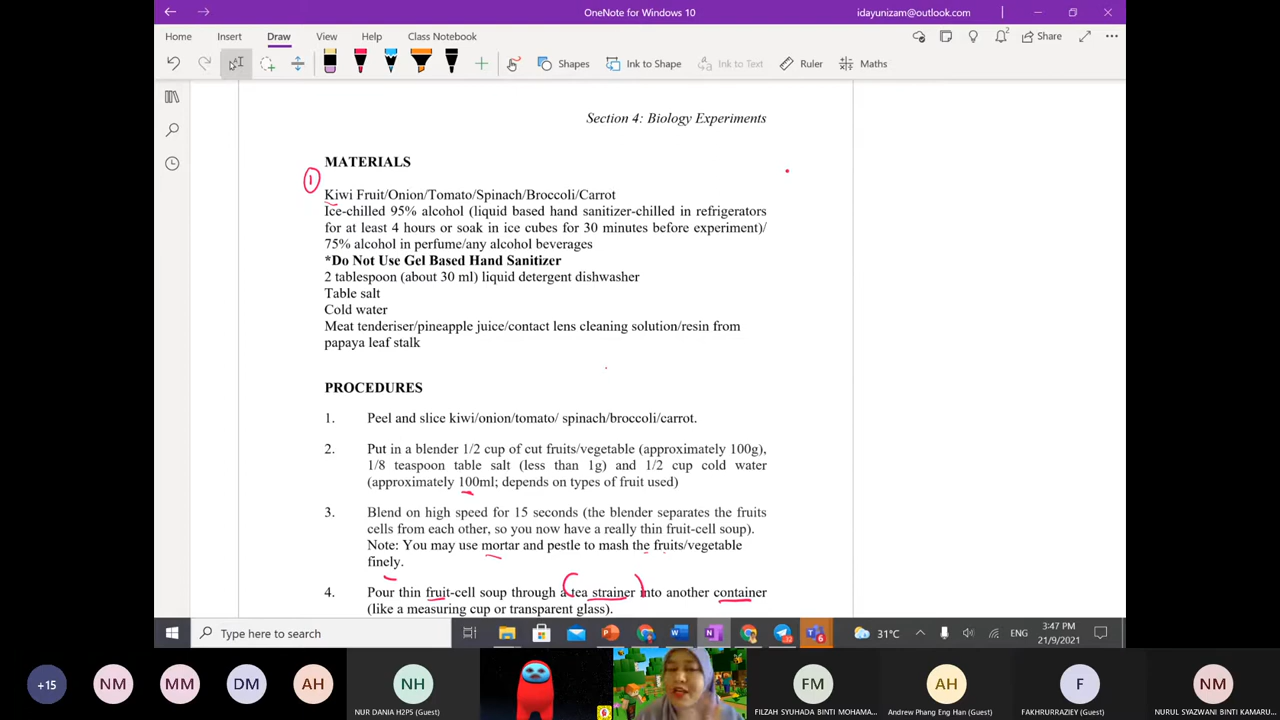 OneNote for Windows 10
idayunizam@outlook.com
Home Insert Draw View Help Class Notebook
Share
Shapes Ink to Shape Ink to Text Ruler Maths
Section 4: Biology Experiments
MATERIALS
1
Kiwi Fruit/Onion/Tomato/Spinach/Broccoli/Carrot
Ice-chilled 95% alcohol (liquid based hand sanitizer-chilled in refrigerators
for at least 4 hours or soak in ice cubes for 30 minutes before experiment)/
75% alcohol in perfume/any alcohol beverages
*Do Not Use Gel Based Hand Sanitizer
2 tablespoon (about 30 ml) liquid detergent dishwasher
Table salt
Cold water
Meat tenderiser/pineapple juice/contact lens cleaning solution/resin from
papaya leaf stalk
PROCEDURES
1. Peel and slice kiwi/onion/tomato/ spinach/broccoli/carrot.
2. Put in a blender 1/2 cup of cut fruits/vegetable (approximately 100g),
1/8 teaspoon table salt (less than 1g) and 1/2 cup cold water
(approximately 100ml; depends on types of fruit used)
3. Blend on high speed for 15 seconds (the blender separates the fruits
cells from each other, so you now have a really thin fruit-cell soup).
Note: You may use mortar and pestle to mash the fruits/vegetable
finely.
4. Pour thin fruit-cell soup through a tea strainer into another container
(like a measuring cup or transparent glass).
Type here to search
31°C
ENG
3:47 PM
21/9/2021
+15
NM
MM
DM
AH
NH
NUR DANIA H2P5 (Guest)
6
FM
FILZAH SYUHADA BINTI MOHAMA...
AH
Andrew Phang Eng Han (Guest)
F
FAKHRURRAZIEY (Guest)
NM
NURUL SYAZWANI BINTI KAMARU...